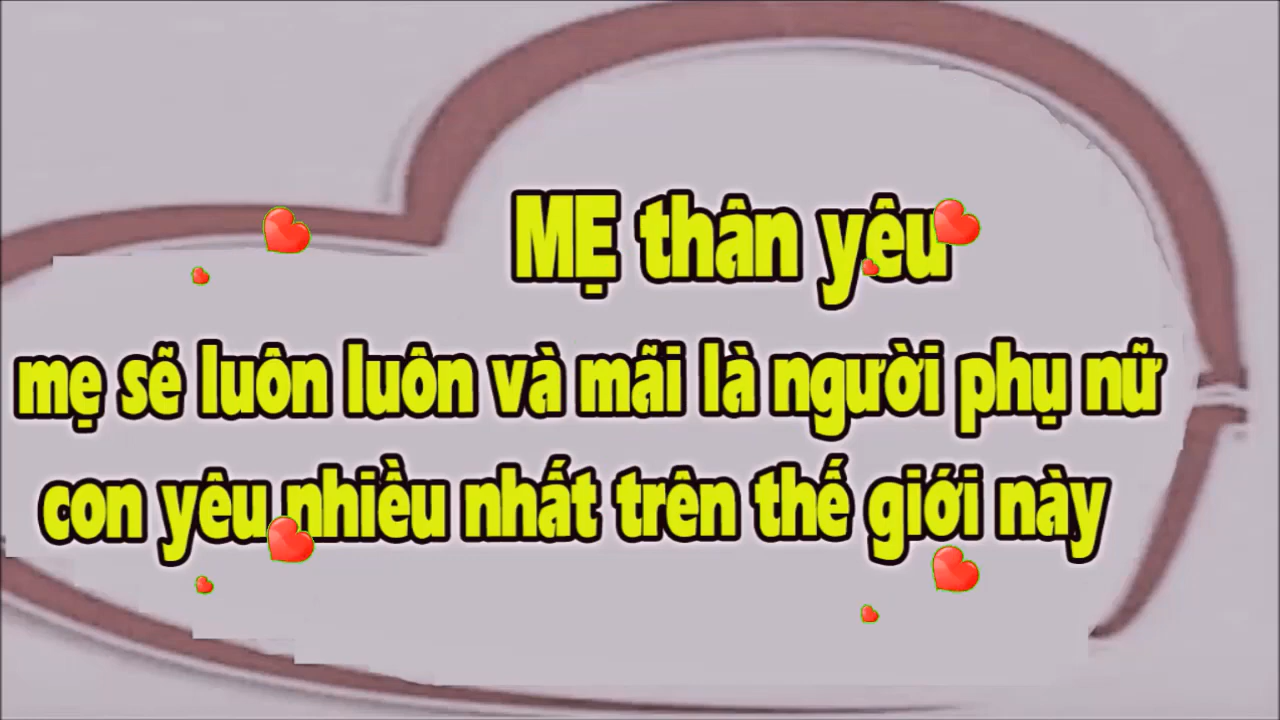 MẸ thân yêu
mẹ sẽ luôn luôn và mãi là người phụ nữ
con yêu nhiều nhất trên thế giới này